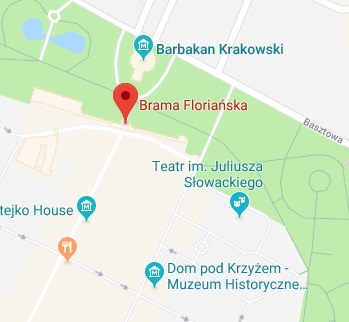 Barbakan Krakowski
Brama Floriańska
Basztowa
Teatr im. Juliusza
Słowackiego
tejko House
Dom pod Krzyżem -
Muzeum Historyczne...